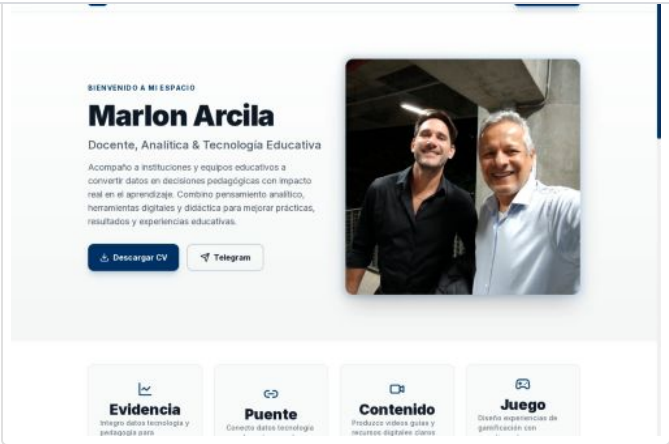 BIENVENIDO A MI ESPACIO
Marlon Arcila
Docente, Analítica & Tecnología Educativa
Acompaño a instituciones y equipos educativos a
convertir datos en decisiones pedagógicas con impacto
real en el aprendizaje. Combino pensamiento analítico,
herramientas digitales y didáctica para mejorar prácticas,
resultados y experiencias educativas.
Descargar CV
Telegram
Evidencia
Integro datos tecnología y
pedagogía para
Puente
Conecto datos tecnología
Contenido
Produzco videos guías y
recursos digitales claros
Juego
Diseño experiencias de
gamificación con